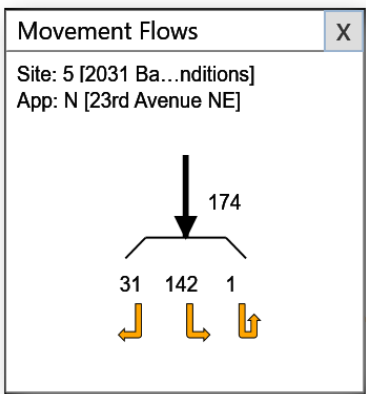 Movement Flows X
Site: 5 [2031 Ba…nditions]
App: N [23rd Avenue NE]
174
31 142 1